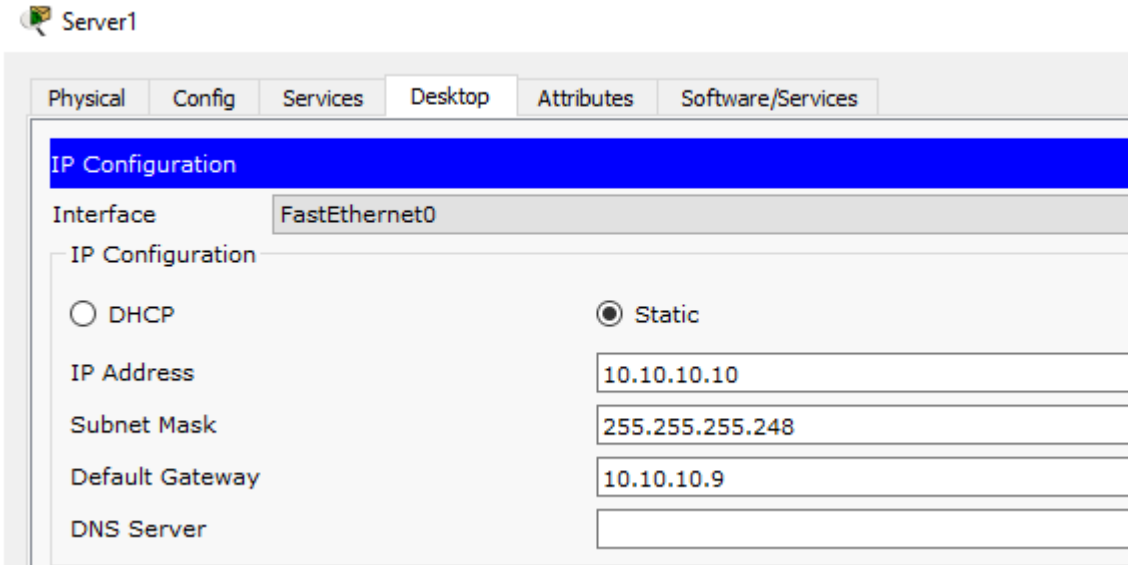 Server1
Physical Config Services Desktop Attributes Software/Services
IP Configuration
Interface FastEthernet0
IP Configuration
DHCP Static
IP Address 10.10.10.10
Subnet Mask 255.255.255.248
Default Gateway 10.10.10.9
DNS Server